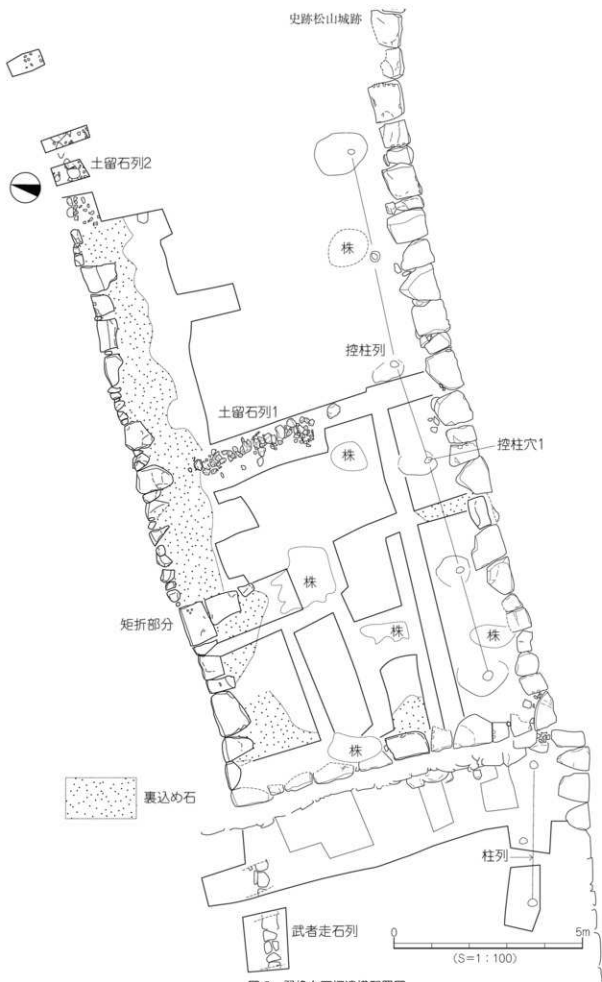 史跡松山城跡
土留石列2
株
控柱列
土留石列1
控柱穴1
株
株
矩折部分
株
株
株
裏込め石
柱列
武者走石列
0 5m
(S=1:100)